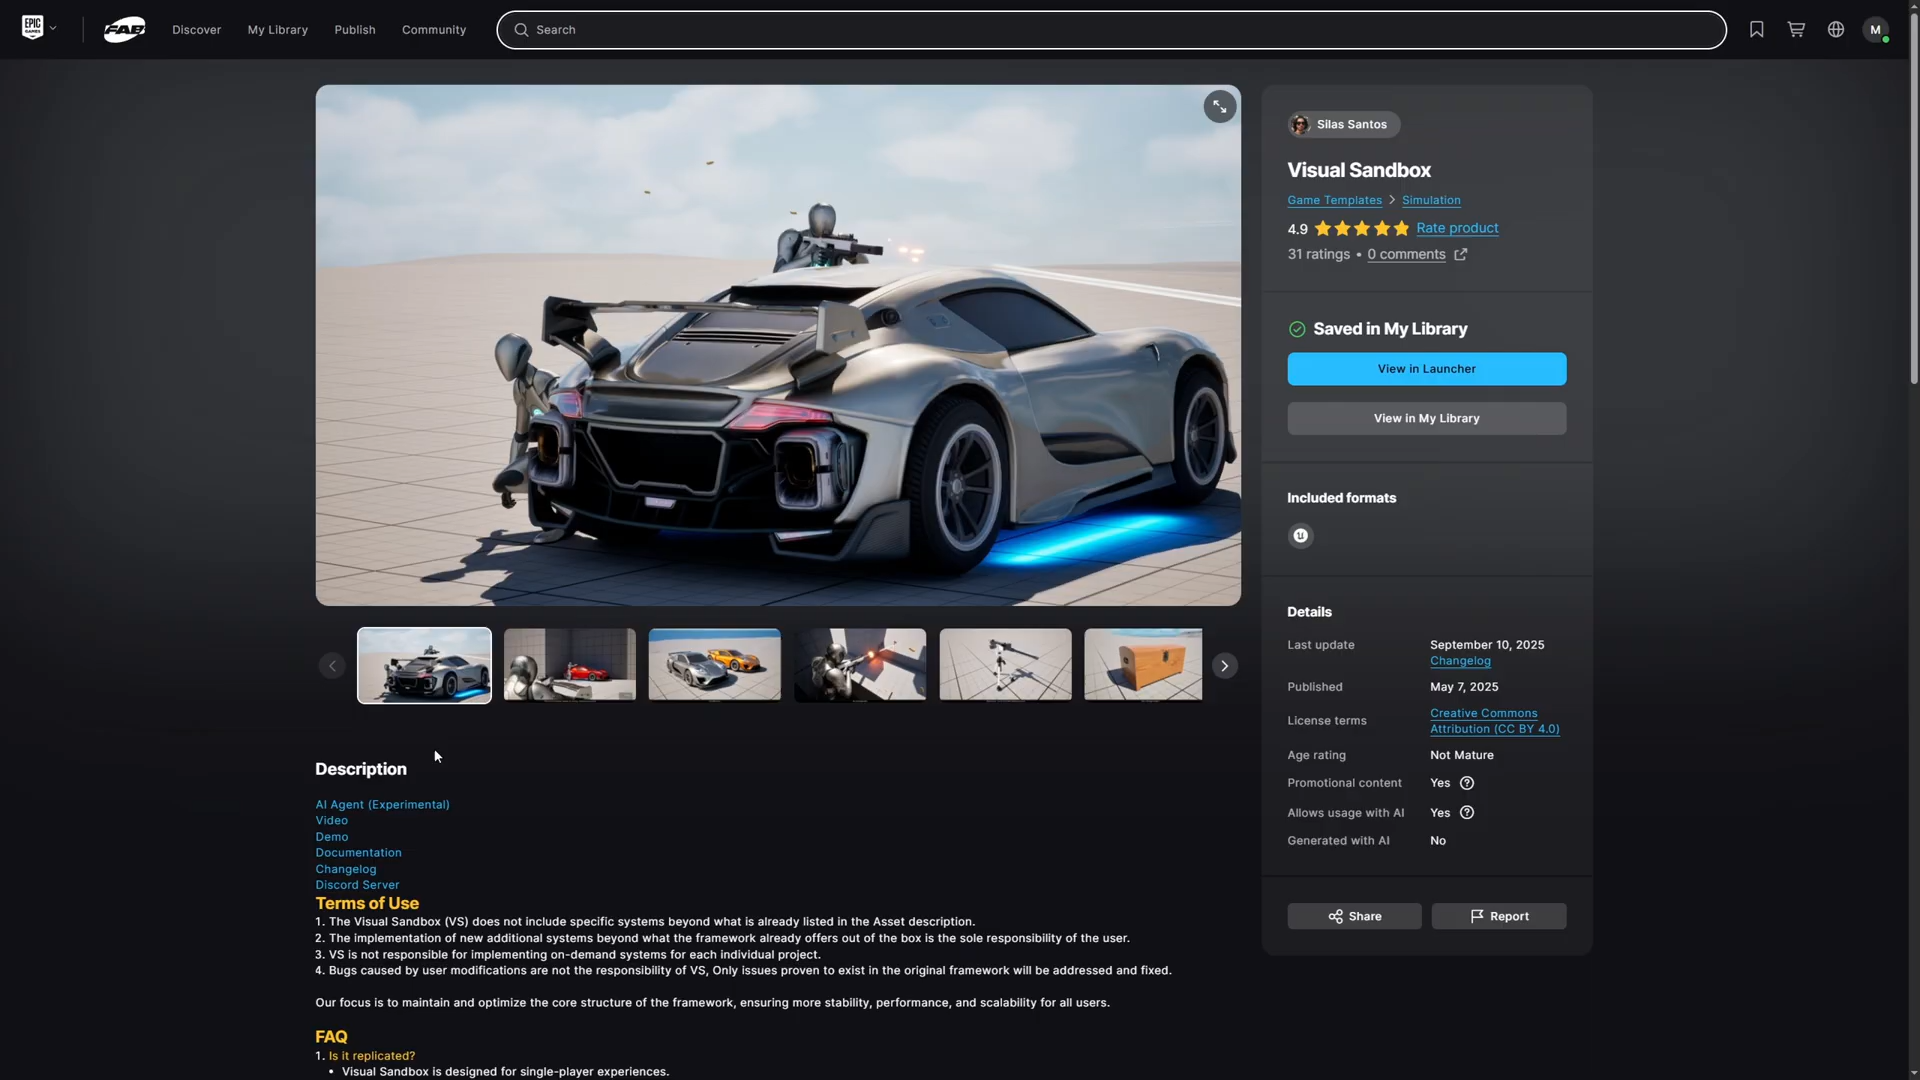 EPIC GAMES
FAB
Discover
My Library
Publish
Community
Search
M
Silas Santos
Visual Sandbox
Game Templates > Simulation
4.9 Rate product
31 ratings • 0 comments
Saved in My Library
View in Launcher
View in My Library
Included formats
Details
Last update September 10, 2025
Changelog
Published May 7, 2025
License terms Creative Commons
Attribution (CC BY 4.0)
Age rating Not Mature
Promotional content Yes
Allows usage with AI Yes
Generated with AI No
Share
Report
Description
AI Agent (Experimental)
Video
Demo
Documentation
Changelog
Discord Server
Terms of Use
1. The Visual Sandbox (VS) does not include specific systems beyond what is already listed in the Asset description.
2. The implementation of new additional systems beyond what the framework already offers out of the box is the sole responsibility of the user.
3. VS is not responsible for implementing on-demand systems for each individual project.
4. Bugs caused by user modifications are not the responsibility of VS, Only issues proven to exist in the original framework will be addressed and fixed.
Our focus is to maintain and optimize the core structure of the framework, ensuring more stability, performance, and scalability for all users.
FAQ
1. Is it replicated?
• Visual Sandbox is designed for single-player experiences.